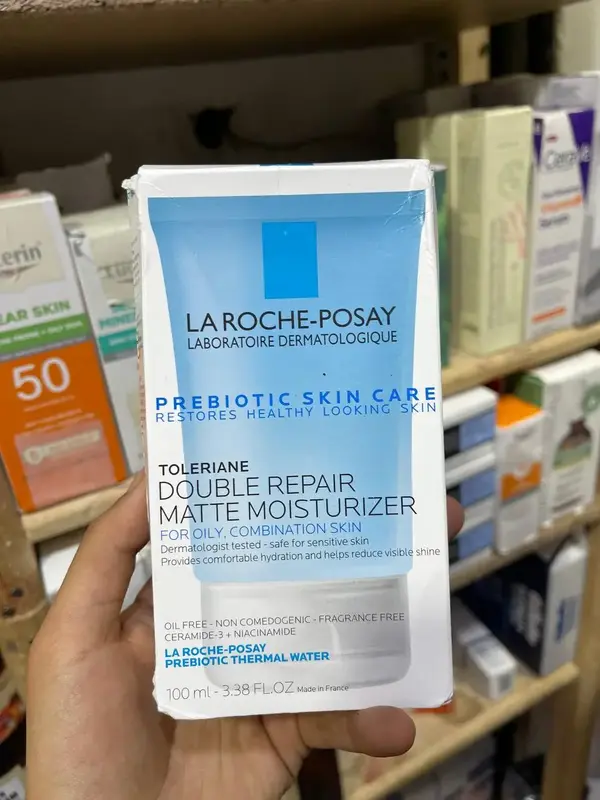 LA ROCHE-POSAY
LABORATOIRE DERMATOLOGIQUE
PREBIOTIC SKIN CARE
RESTORES HEALTHY LOOKING SKIN
TOLERIANE
DOUBLE REPAIR
MATTE MOISTURIZER
FOR OILY, COMBINATION SKIN
Dermatologist tested - safe for sensitive skin
Provides comfortable hydration and helps reduce visible shine
OIL FREE - NON COMEDOGENIC - FRAGRANCE FREE
CERAMIDE-3 + NIACINAMIDE
LA ROCHE-POSAY
PREBIOTIC THERMAL WATER
100 ml - 3.38 FL.OZ Made in France
erin
EAR SKIN
50